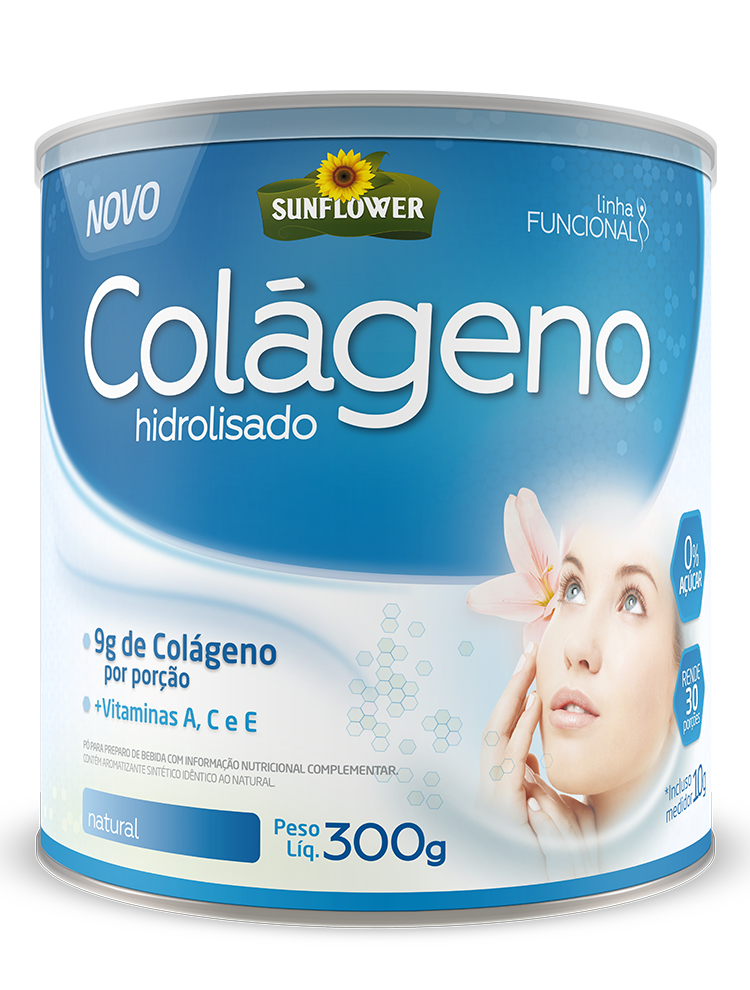 NOVO
SUNFLOWER
linha
FUNCIONAL
Colágeno
hidrolisado
0%
AÇÚCAR
9g de Colágeno
por porção
+Vitaminas A, C e E
RENDE
30
porções
PÓ PARA PREPARO DE BEBIDA COM INFORMAÇÃO NUTRICIONAL COMPLEMENTAR.
CONTÉM AROMATIZANTE SINTÉTICO IDÊNTICO AO NATURAL.
*Incluso
medidor 10g
natural
Peso
Líq. 300g